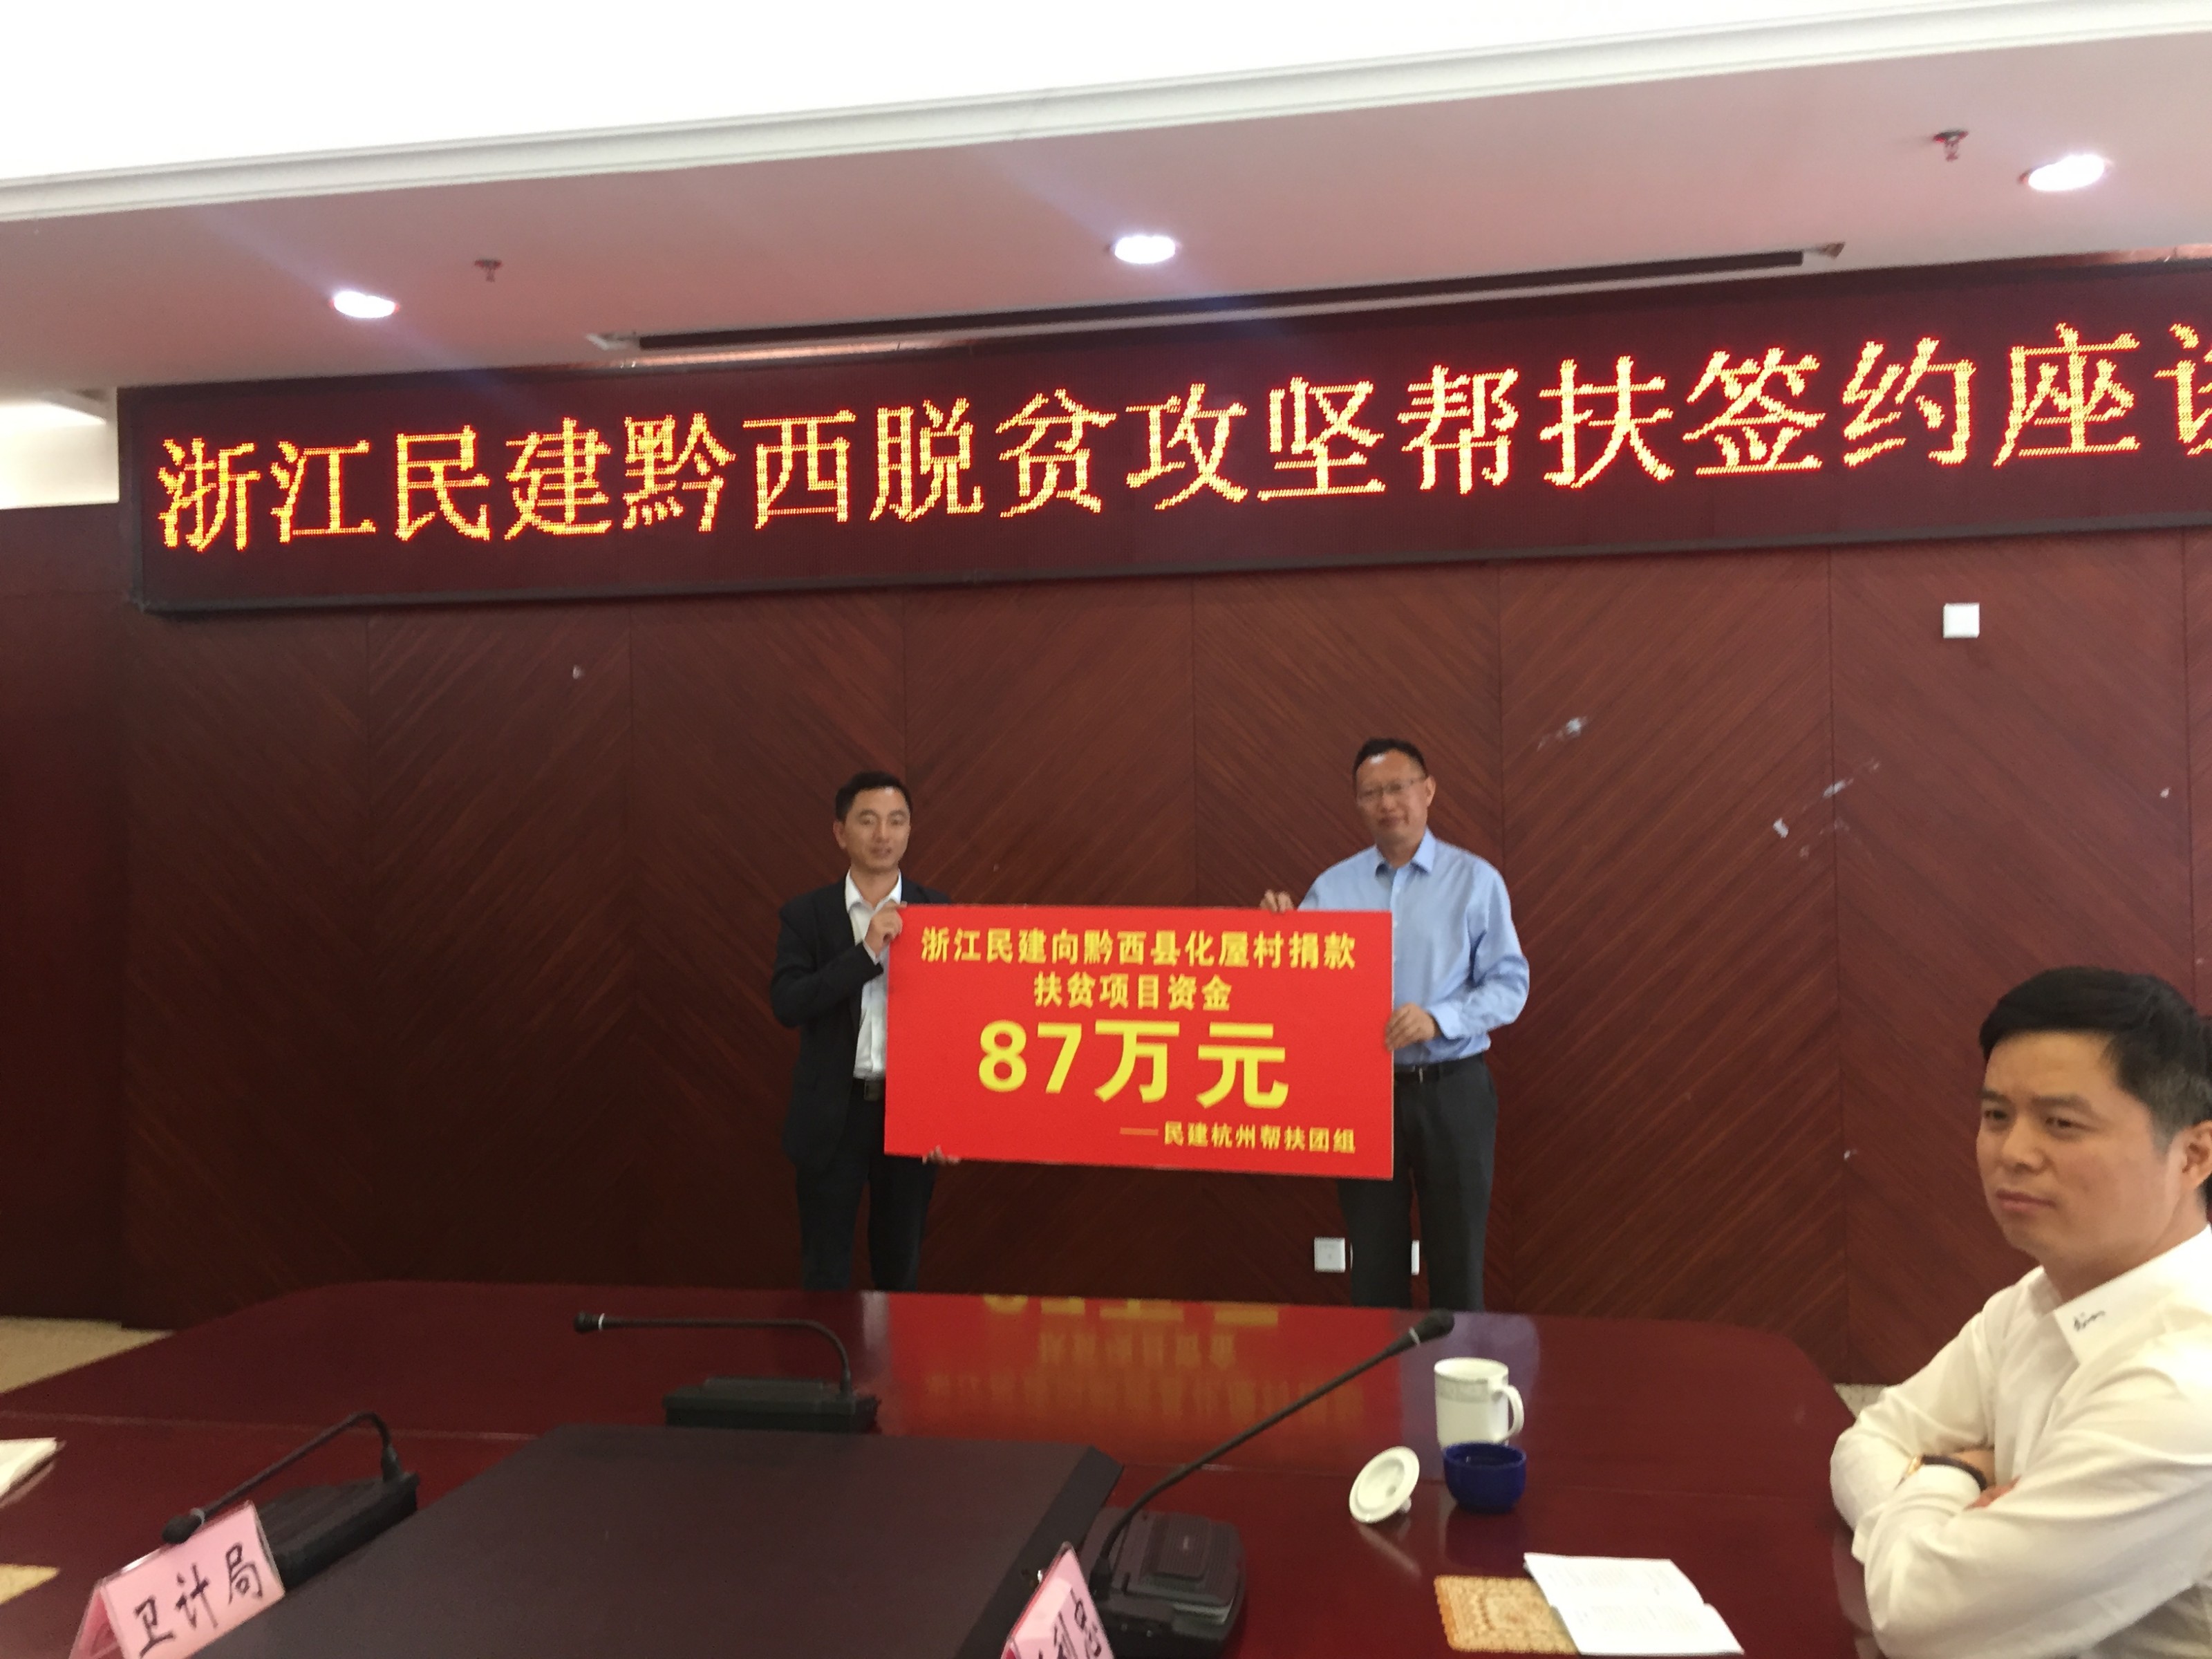 浙江民建黔西脱贫攻坚帮扶签约座
浙江民建向黔西县化屋村捐款
扶贫项目资金
87万元
——民建杭州帮扶团组
卫计局